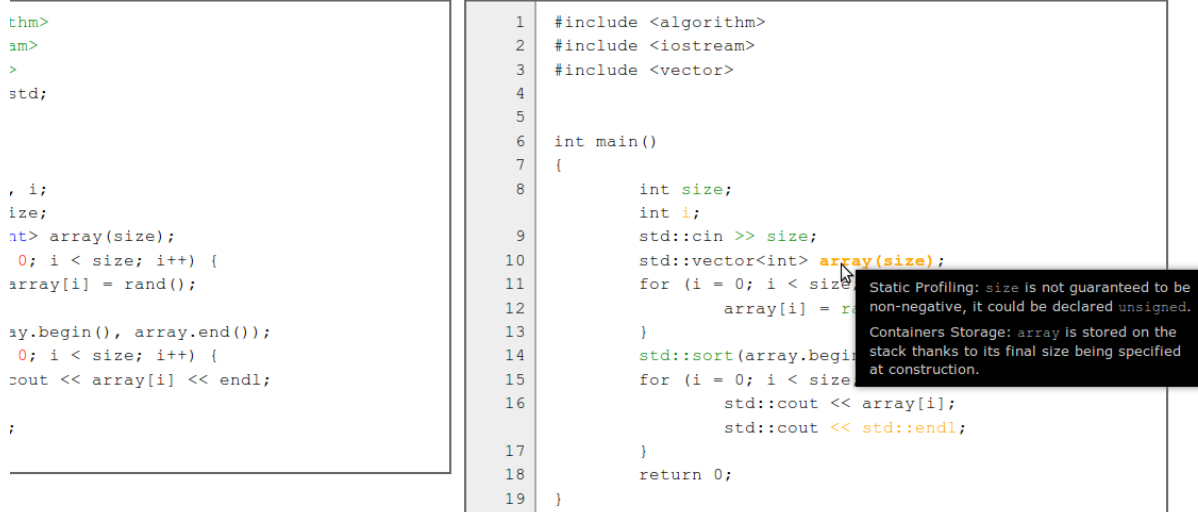 thm>
am>
>
std;
, i;
ize;
nt> array(size);
0; i < size; i++) {
array[i] = rand();
ay.begin(), array.end());
0; i < size; i++) {
cout << array[i] << endl;
;
1 #include <algorithm>
2 #include <iostream>
3 #include <vector>
4
5
6 int main()
7 {
8 int size;
int i;
9 std::cin >> size;
10 std::vector<int> array(size);
11 for (i = 0; i < size;
12 array[i] = ra
13 }
14 std::sort(array.begin
15 for (i = 0; i < size;
16 std::cout << array[i];
std::cout << std::endl;
17 }
18 return 0;
19 }
Static Profiling: size is not guaranteed to be
non-negative, it could be declared unsigned.
Containers Storage: array is stored on the
stack thanks to its final size being specified
at construction.